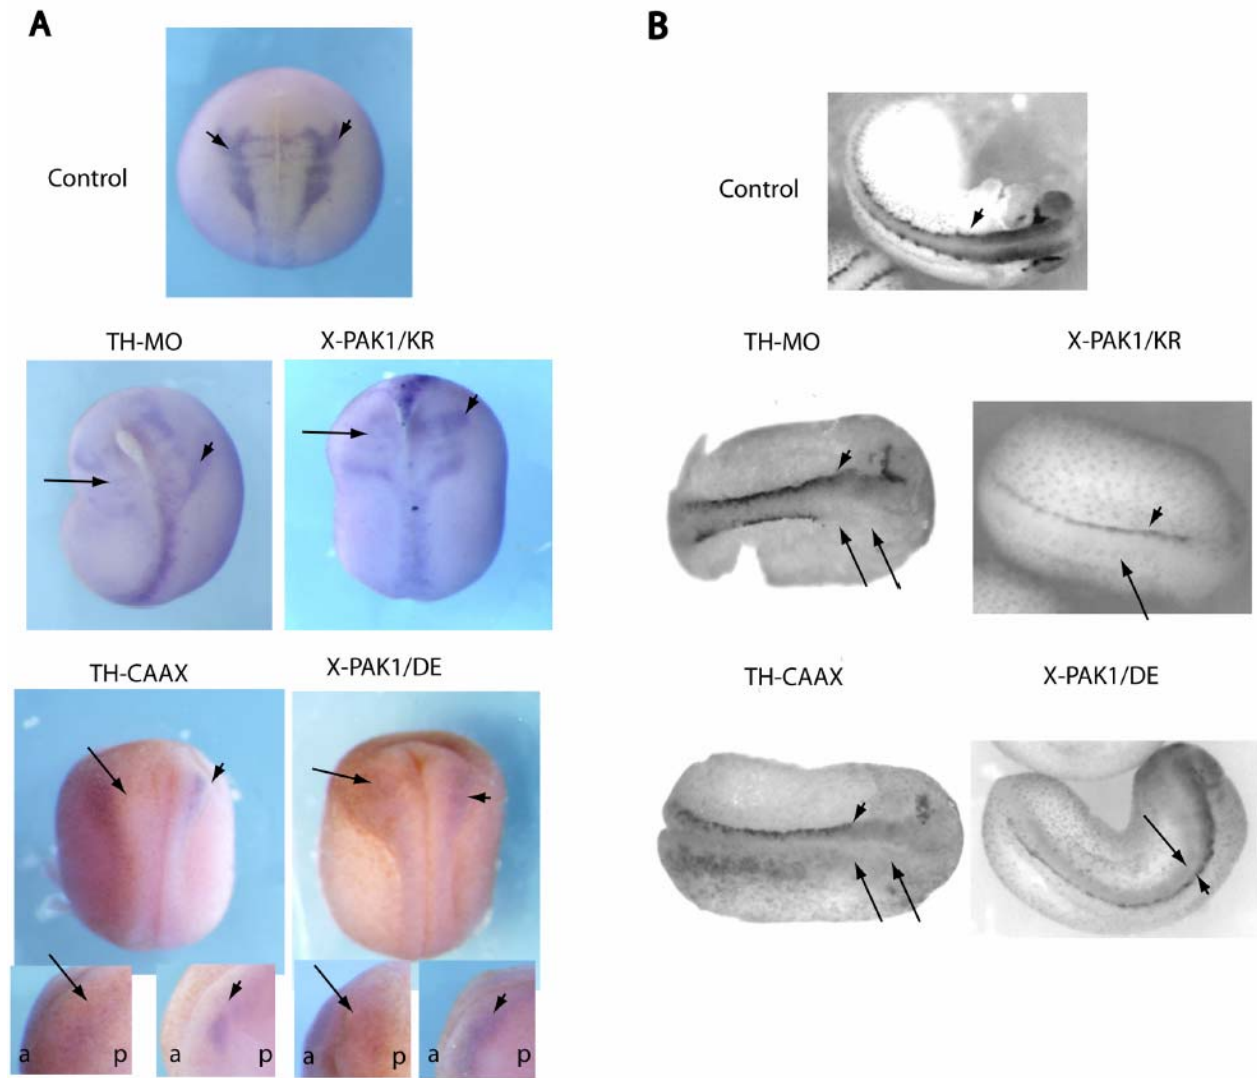 A
B
Control
Control
TH-MO
X-PAK1/KR
TH-MO
X-PAK1/KR
TH-CAAX
X-PAK1/DE
TH-CAAX
X-PAK1/DE
a
p
a
p
a
p
a
p